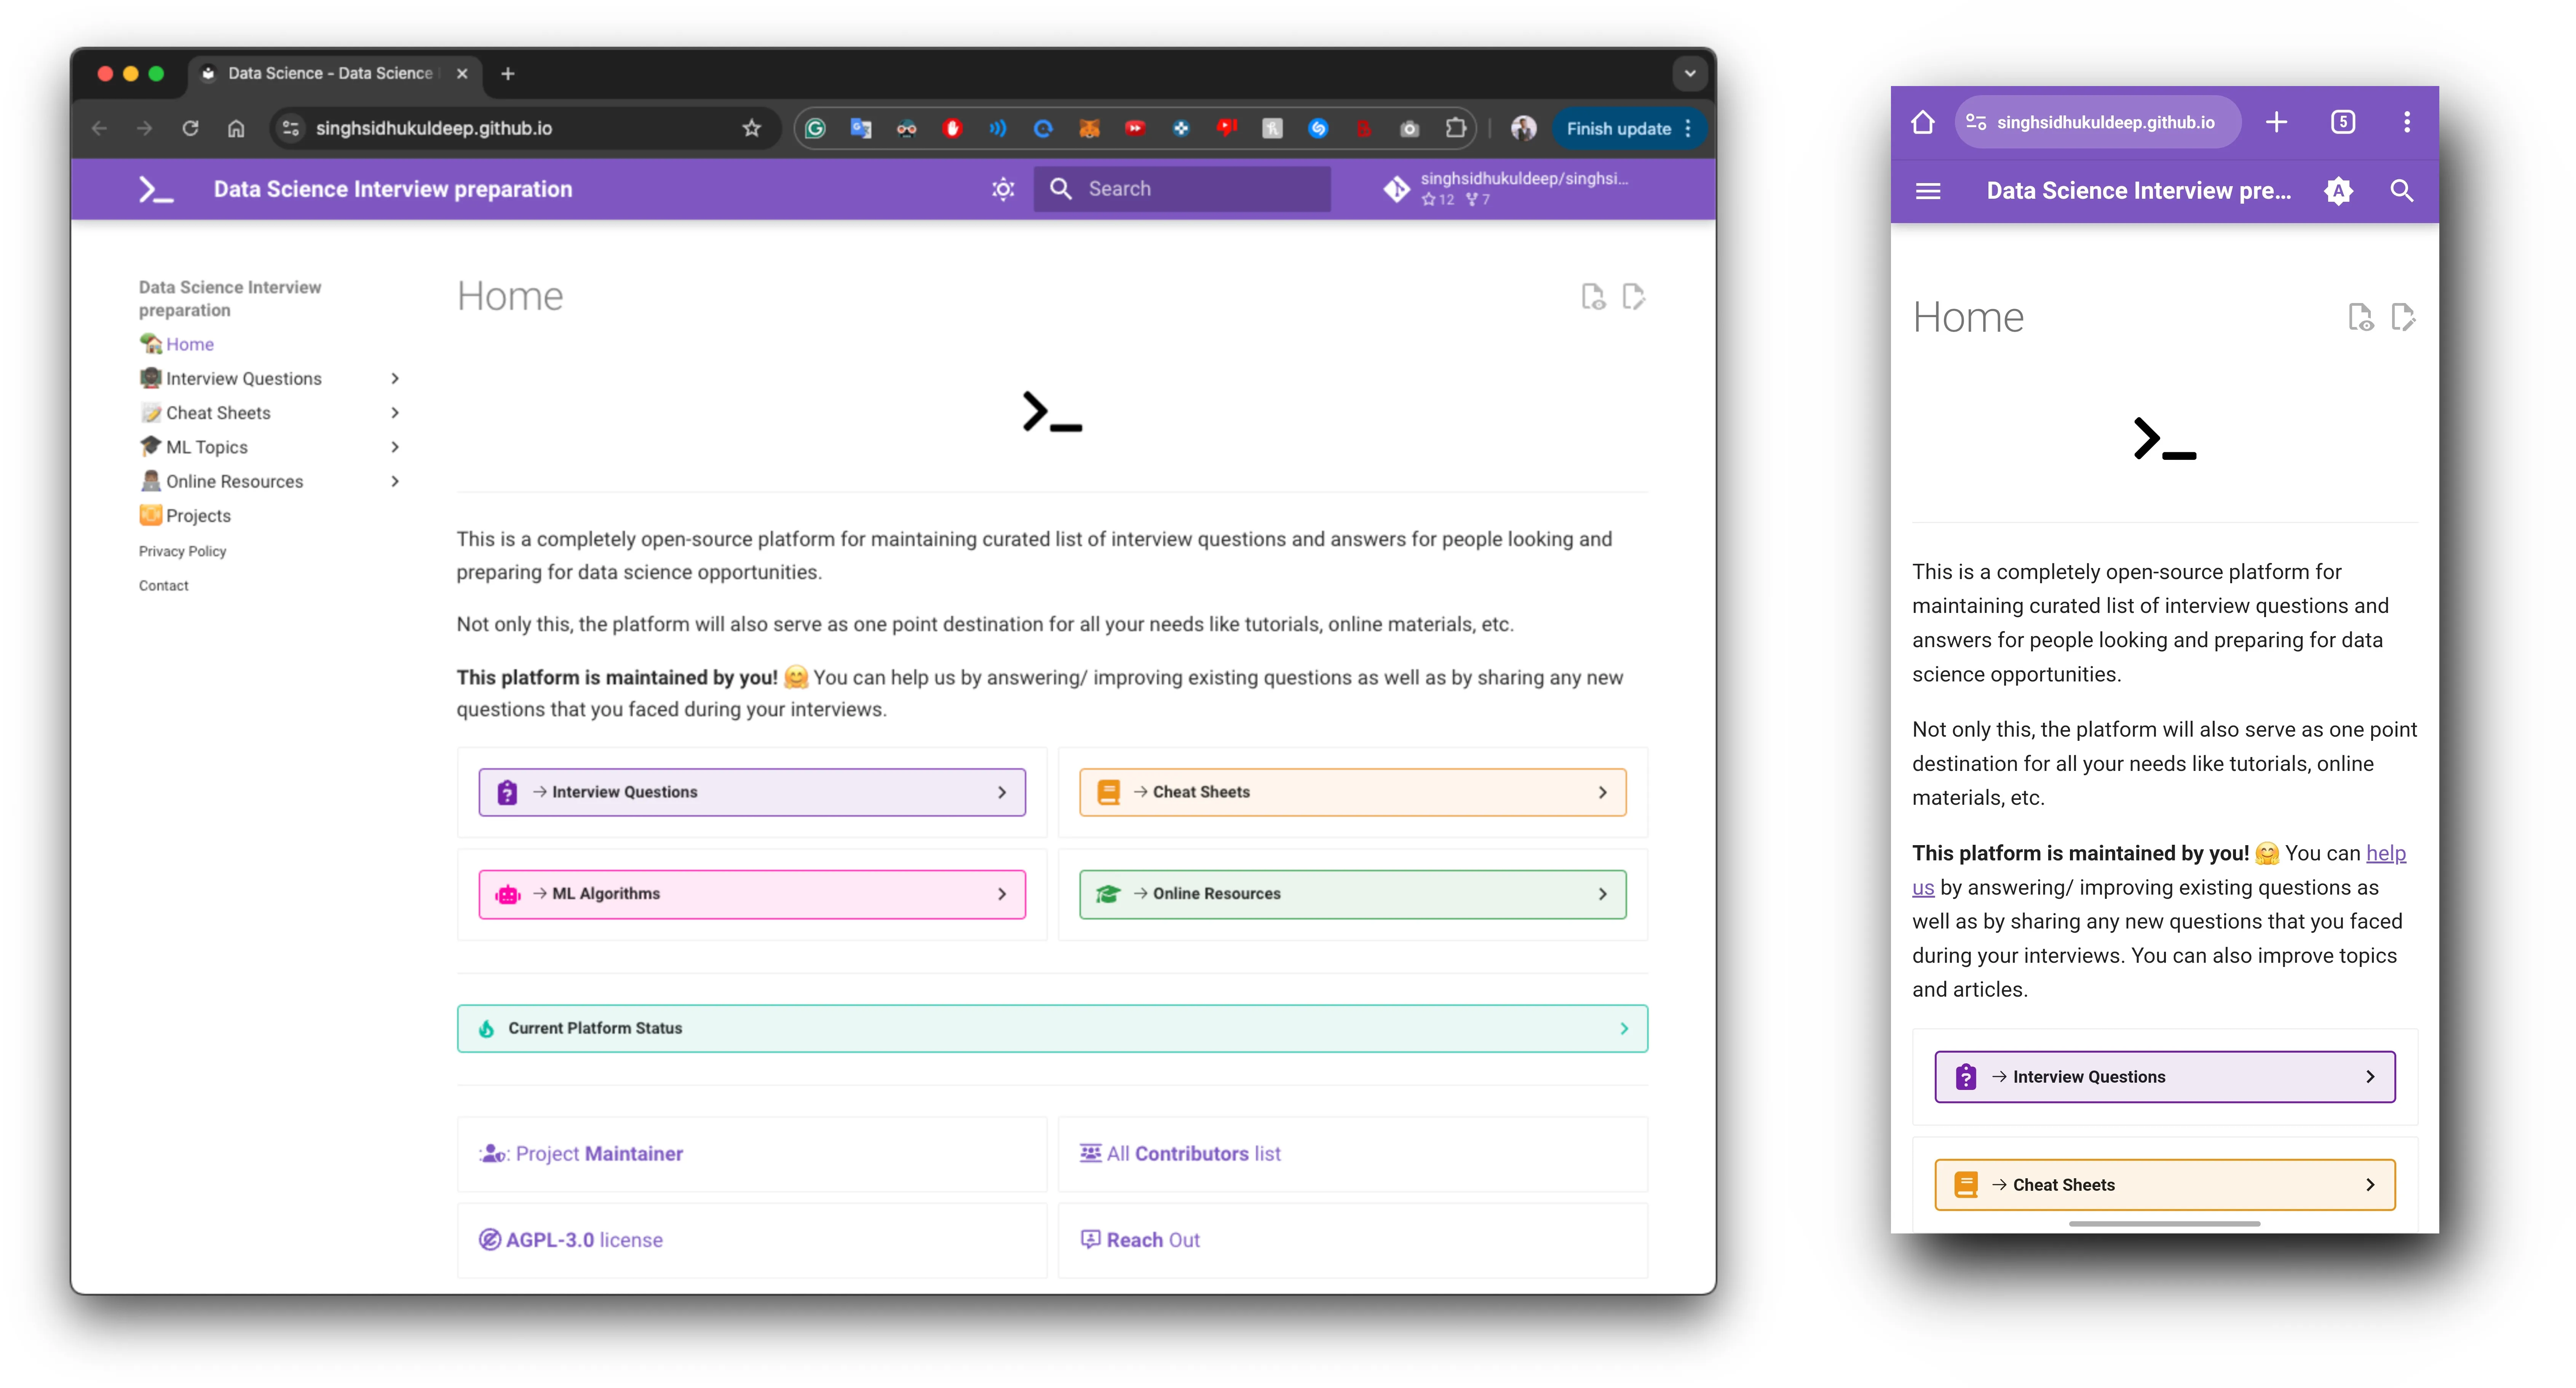 Data Science - Data Science
singhsidhukuldeep.github.io
Finish update
Data Science Interview preparation
Search
singhsidhukuldeep/singhsi...
12 7
Data Science Interview
preparation
Home
Interview Questions
Cheat Sheets
ML Topics
Online Resources
Projects
Privacy Policy
Contact
Home
>_
This is a completely open-source platform for maintaining curated list of interview questions and answers for people looking and
preparing for data science opportunities.
Not only this, the platform will also serve as one point destination for all your needs like tutorials, online materials, etc.
This platform is maintained by you! 🤗 You can help us by answering/ improving existing questions as well as by sharing any new
questions that you faced during your interviews.
→ Interview Questions
→ Cheat Sheets
→ ML Algorithms
→ Online Resources
Current Platform Status
:: Project Maintainer
All Contributors list
AGPL-3.0 license
Reach Out
singhsidhukuldeep.github.io
5
Data Science Interview pre...
A
Home
>_
This is a completely open-source platform for
maintaining curated list of interview questions and
answers for people looking and preparing for data
science opportunities.
Not only this, the platform will also serve as one point
destination for all your needs like tutorials, online
materials, etc.
This platform is maintained by you! 🤗 You can help
us by answering/ improving existing questions as
well as by sharing any new questions that you faced
during your interviews. You can also improve topics
and articles.
→ Interview Questions
→ Cheat Sheets